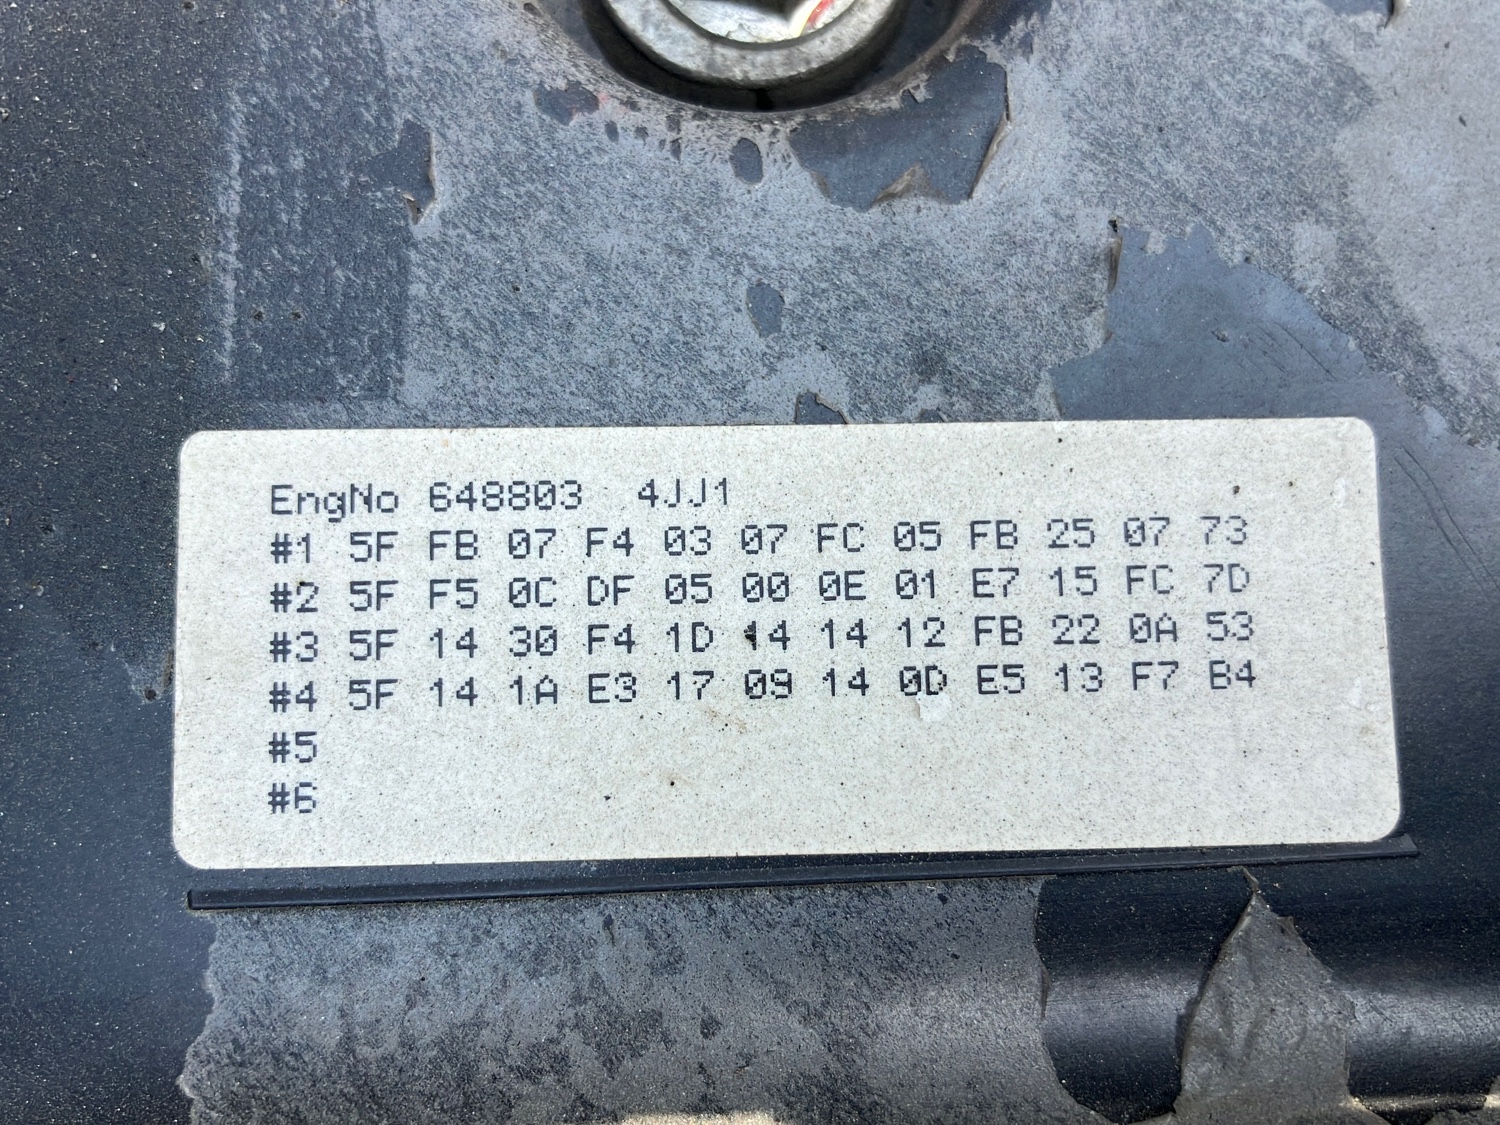 EngNo 648803 4JJ1
#1 5F FB 07 F4 03 07 FC 05 FB 25 07 73
#2 5F F5 0C DF 05 00 0E 01 E7 15 FC 7D
#3 5F 14 30 F4 1D 14 14 12 FB 22 0A 53
#4 5F 14 1A E3 17 09 14 0D E5 13 F7 B4
#5
#6